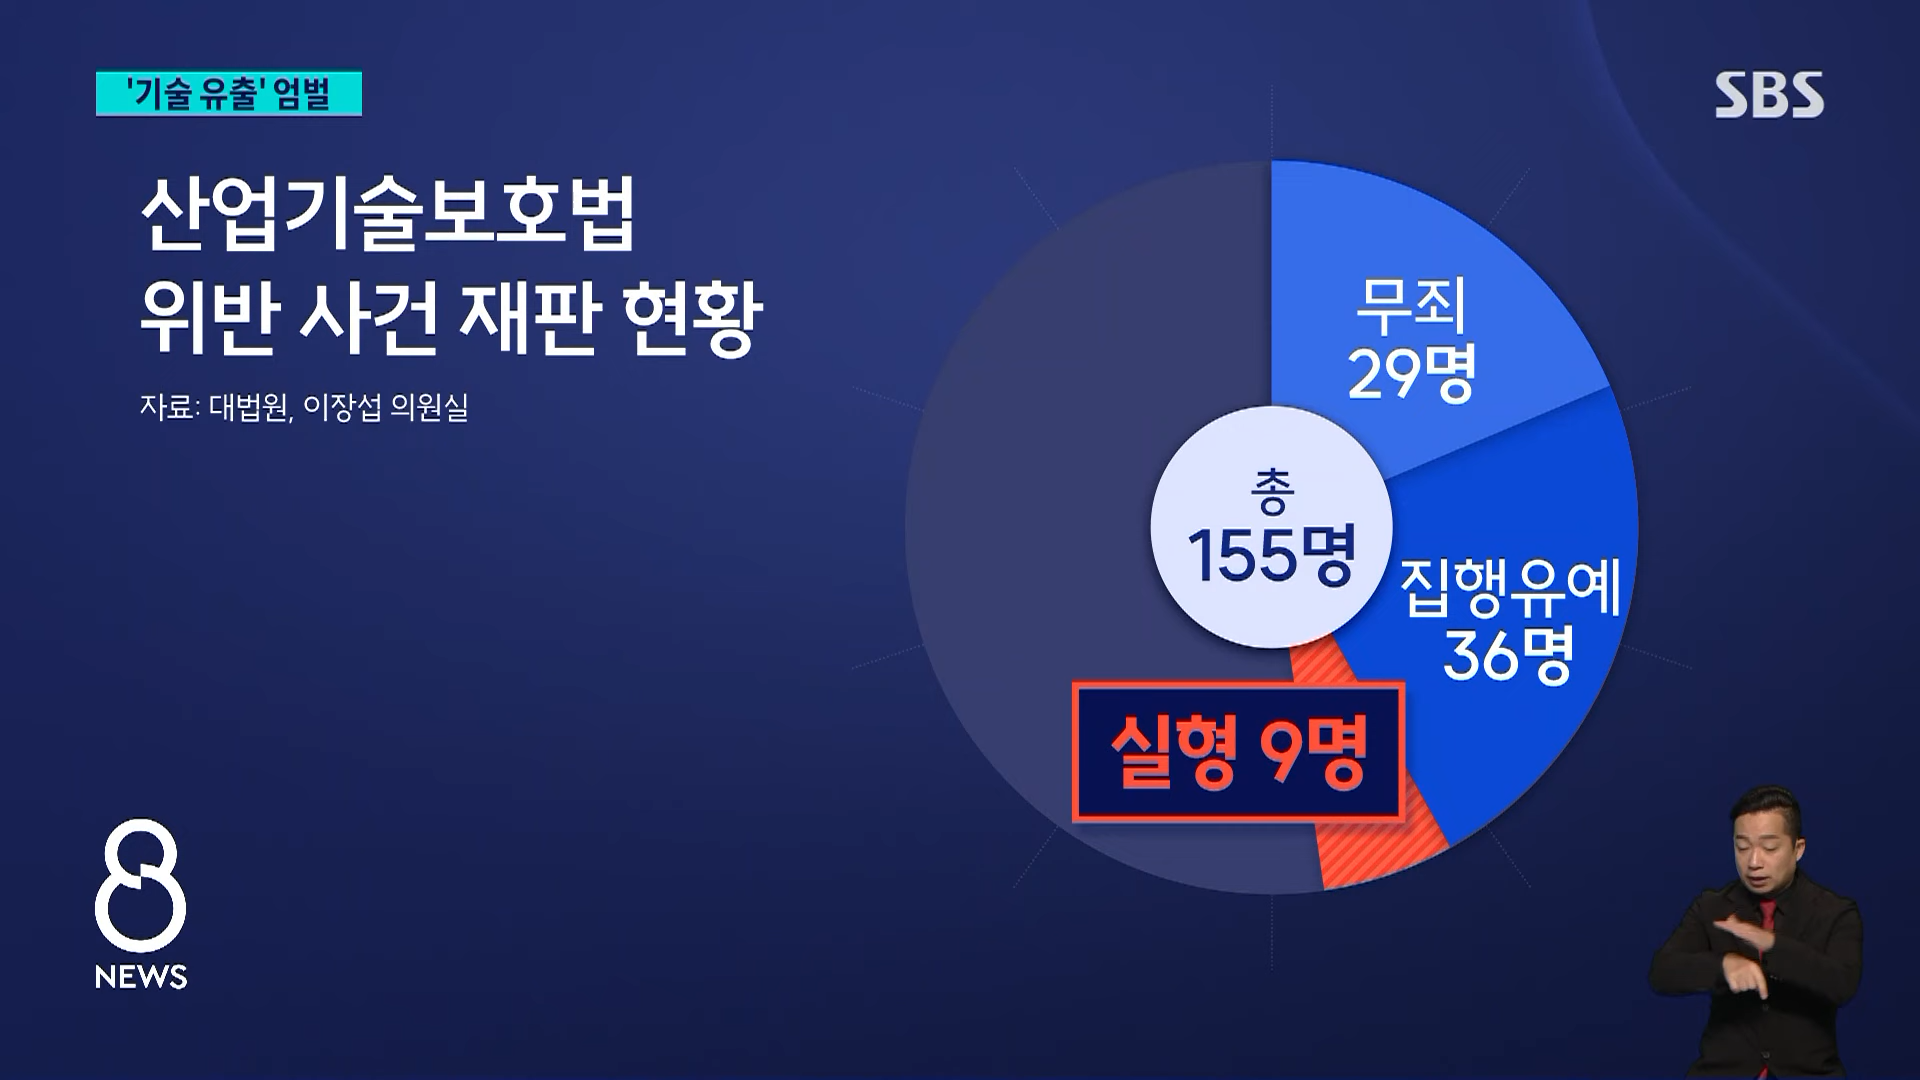 '기술 유출' 엄벌
SBS
산업기술보호법
위반 사건 재판 현황
자료: 대법원, 이장섭 의원실
무죄
29명
총
155명
집행유예
36명
실형 9명
8
NEWS